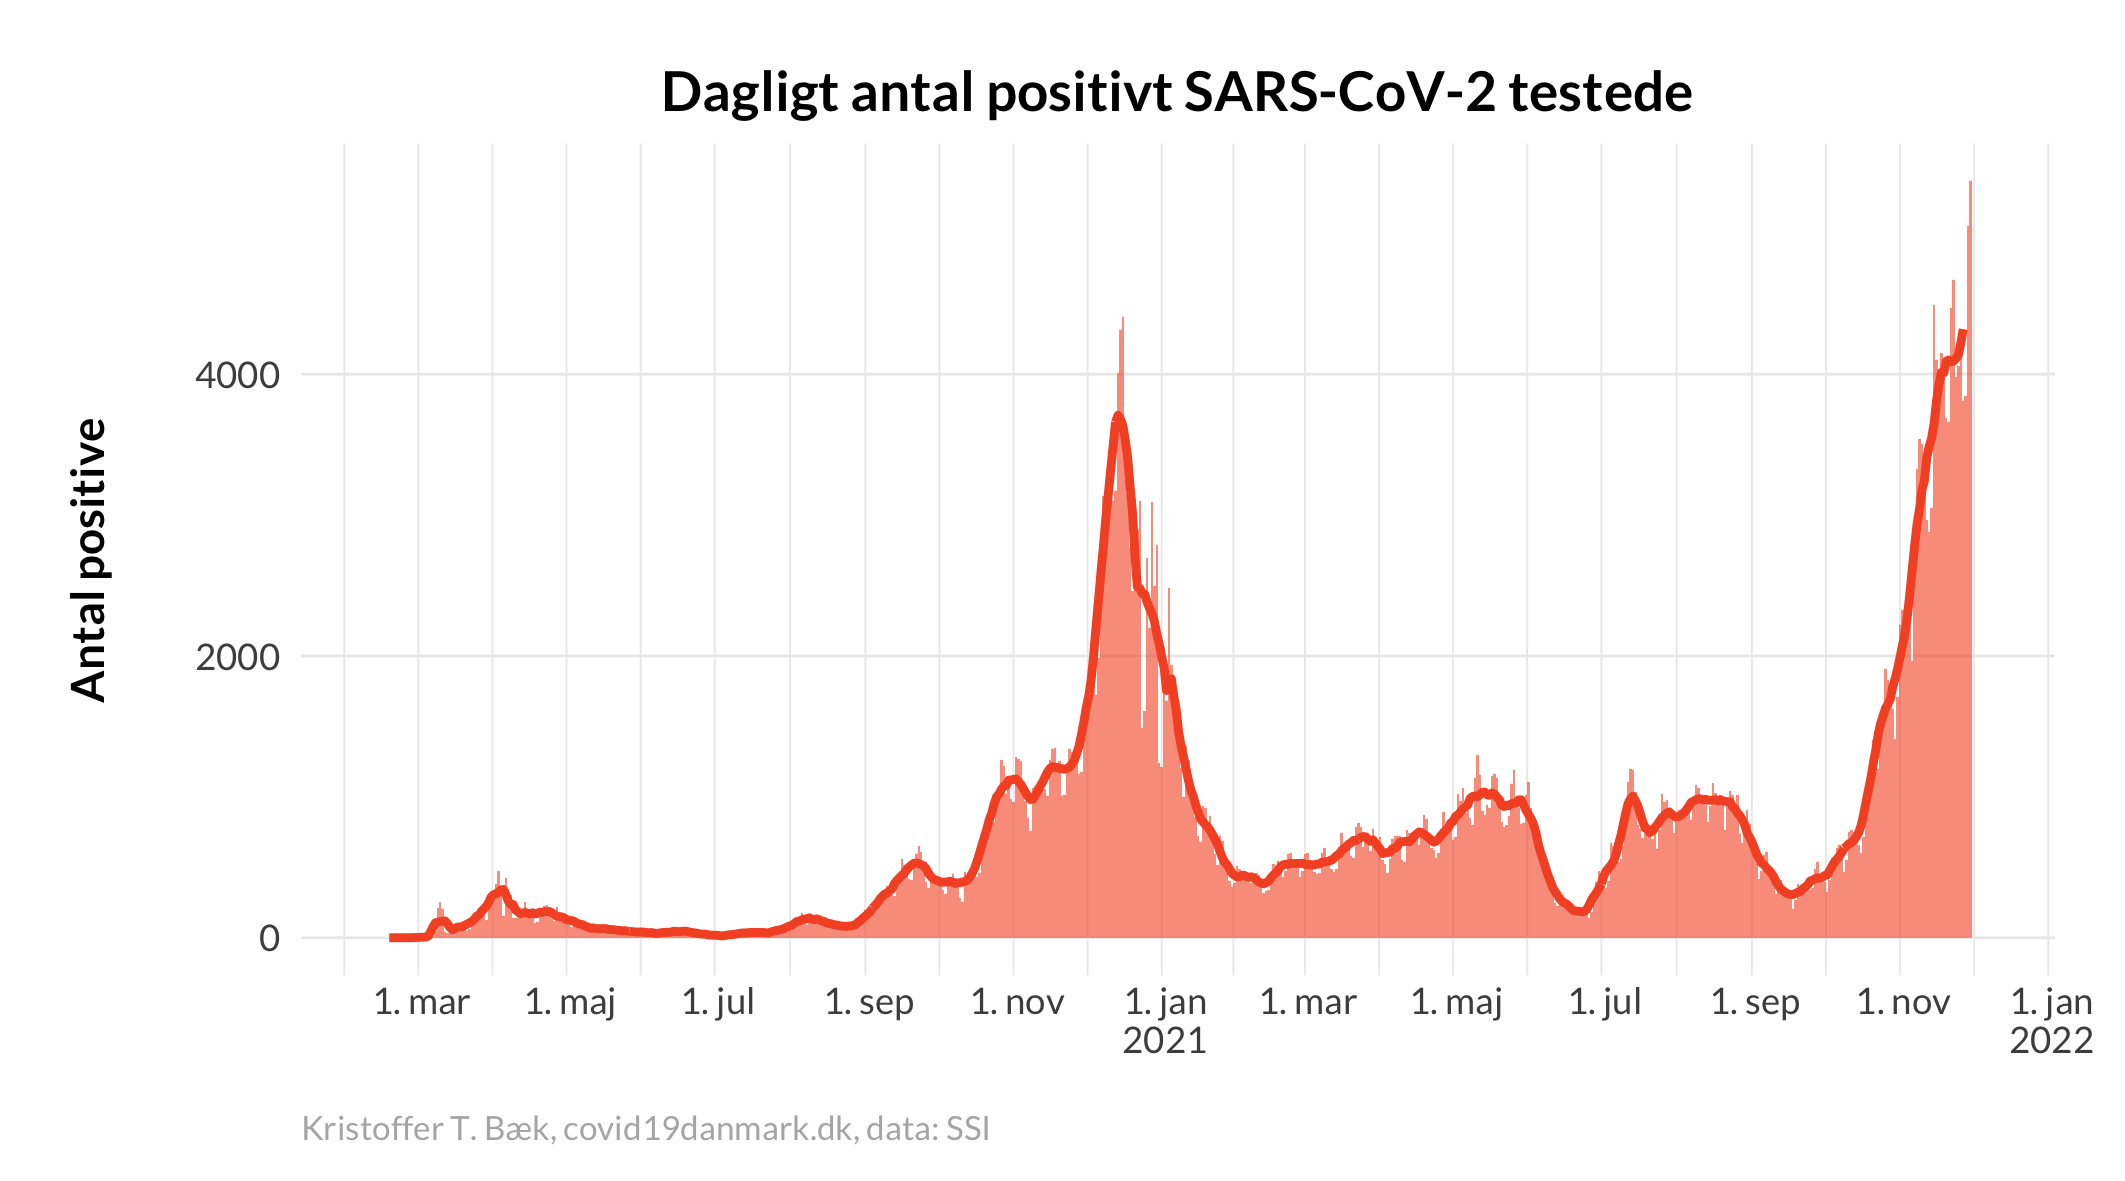 Dagligt antal positivt SARS-CoV-2 testede
Antal positive
4000
2000
0
1. mar 1. maj 1. jul 1. sep 1. nov 1. jan 1. mar 1. maj 1. jul 1. sep 1. nov 1. jan
2021 2022
Kristoffer T. Bæk, covid19danmark.dk, data: SSI